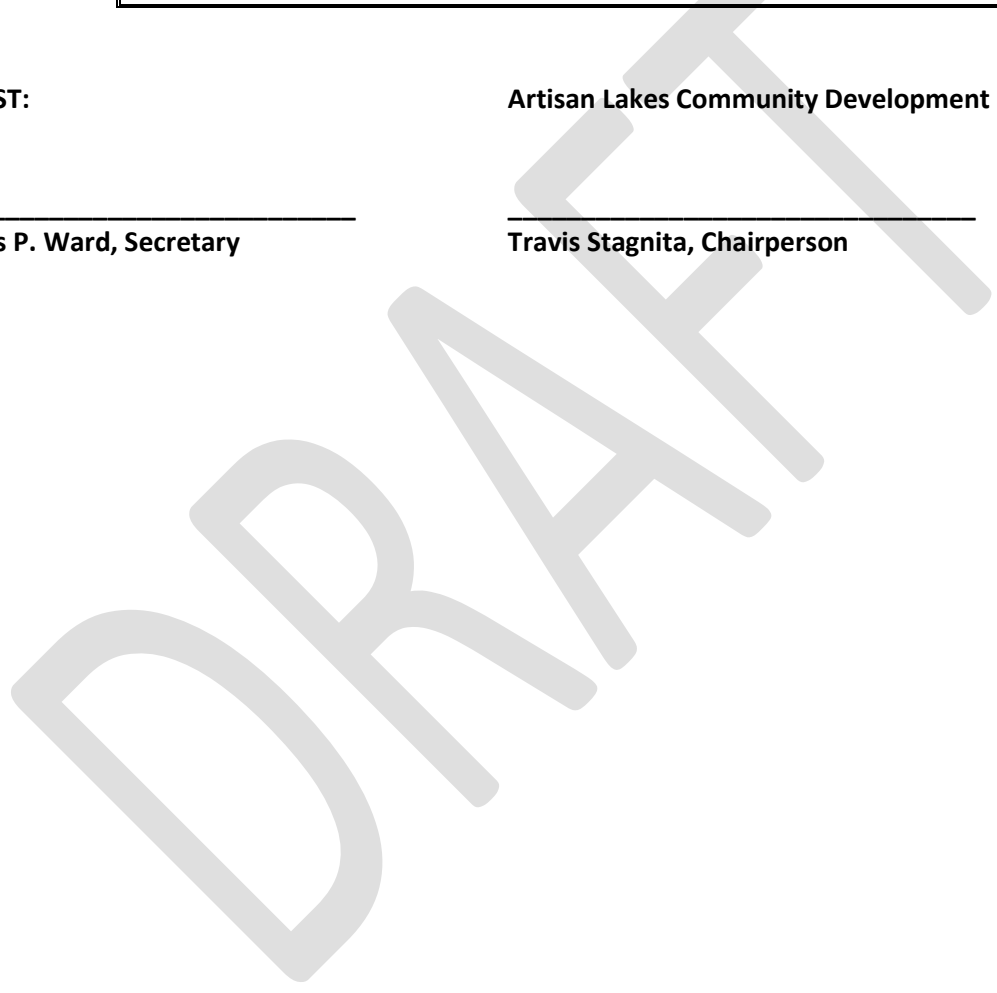 ST:
Artisan Lakes Community Development
s P. Ward, Secretary
Travis Stagnita, Chairperson
DRAFT